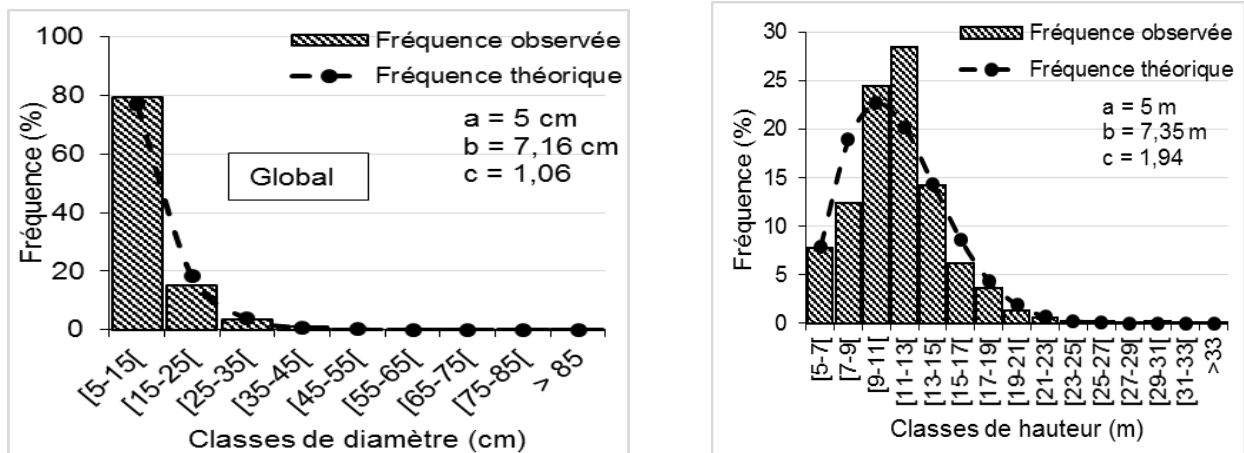 100
80
60
40
20
0
Fréquence (%)
Fréquence observée
Fréquence théorique
a = 5 cm
b = 7,16 cm
c = 1,06
Global
[5-15[
[15-25[
[25-35[
[35-45[
[45-55[
[55-65[
[65-75[
[75-85[
> 85
Classes de diamètre (cm)
30
25
20
15
10
5
0
Fréquence (%)
Fréquence observée
Fréquence théorique
a = 5 m
b = 7,35 m
c = 1,94
[5-7[
[7-9[
[9-11[
[11-13[
[13-15[
[15-17[
[17-19[
[19-21[
[21-23[
[23-25[
[25-27[
[27-29[
[29-31[
[31-33[
>33
Classes de hauteur (m)